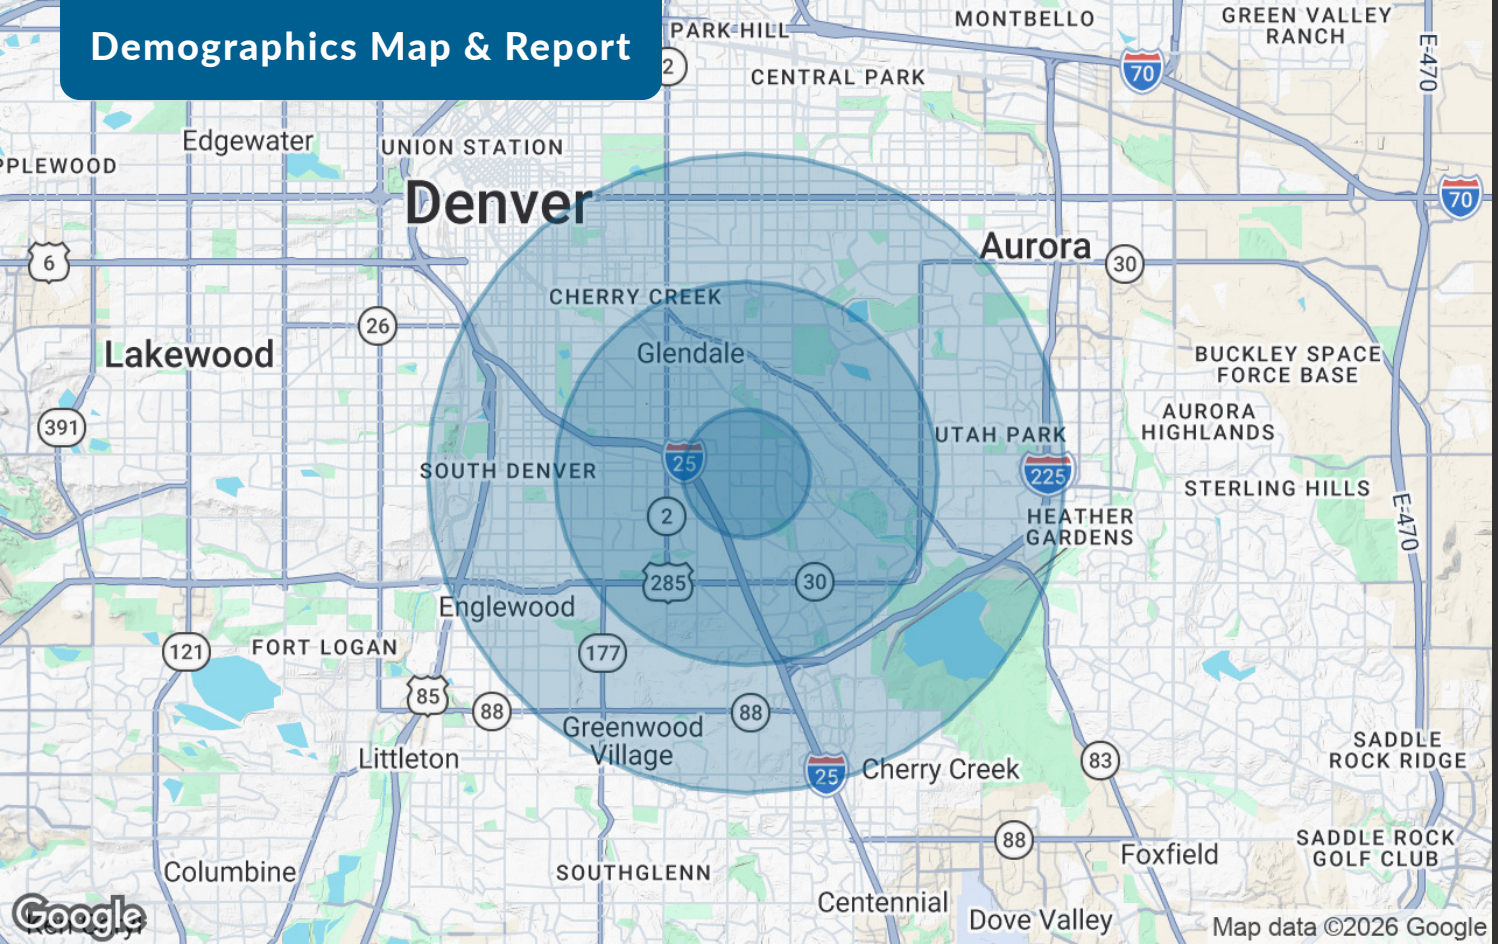 Demographics Map & Report
PARK HILL
MONTBELLO
GREEN VALLEY
RANCH
E-470
2
70
CENTRAL PARK
Edgewater
UNION STATION
PPLEWOOD
Denver
70
Aurora
6
30
CHERRY CREEK
26
Glendale
Lakewood
BUCKLEY SPACE
FORCE BASE
391
AURORA
HIGHLANDS
UTAH PARK
25
SOUTH DENVER
225
STERLING HILLS
2
HEATHER
GARDENS
E-470
285
30
Englewood
121
FORT LOGAN
177
85
88
88
Greenwood
Village
Littleton
25
Cherry Creek
83
SADDLE
ROCK RIDGE
88
SADDLE ROCK
GOLF CLUB
Foxfield
Columbine
SOUTHGLENN
Centennial
Dove Valley
Google
Map data ©2026 Google